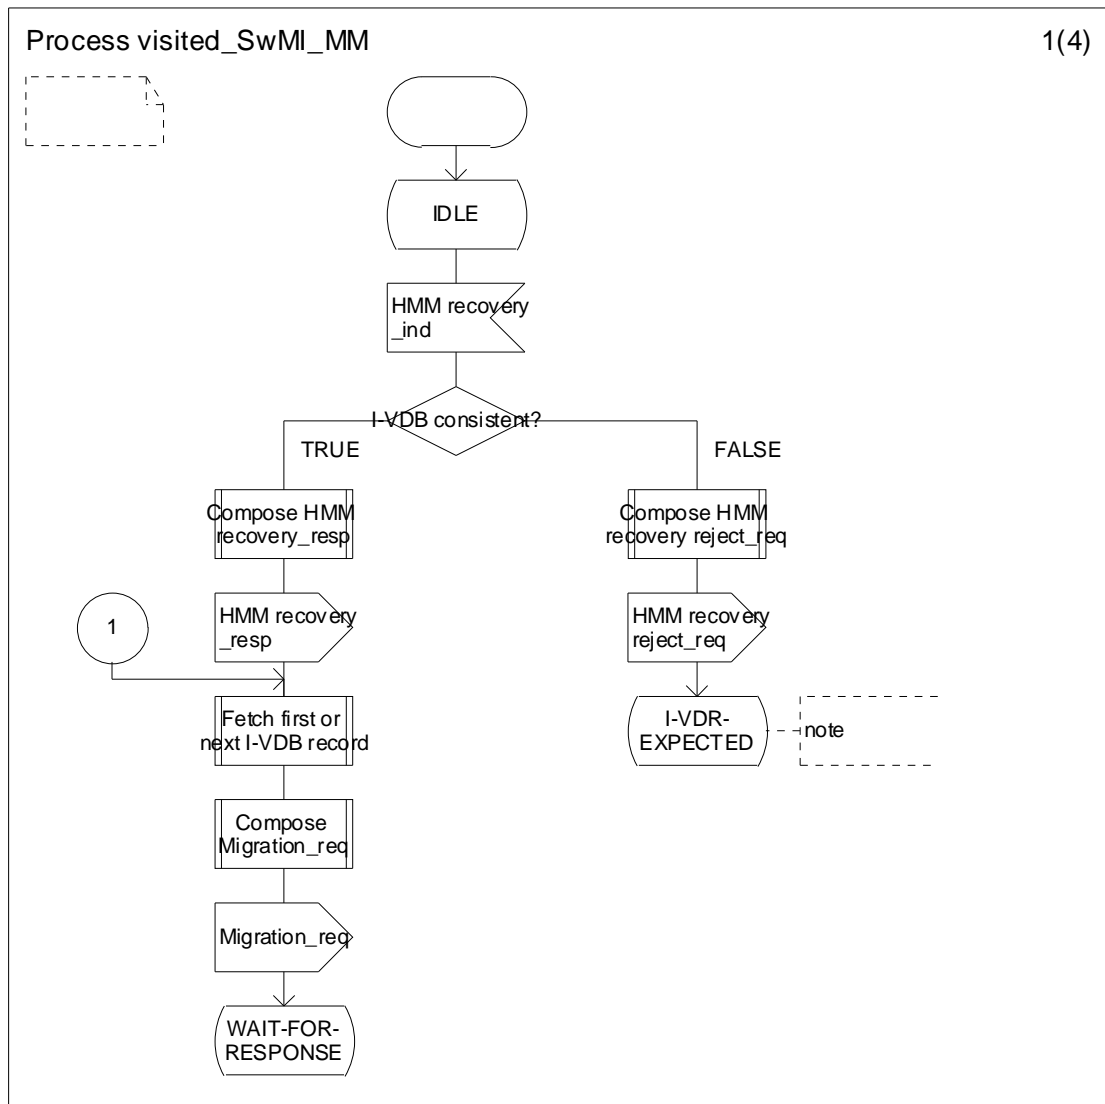 Process visited_SwMI_MM
1(4)
IDLE
HMM recovery
_ind
I-VDB consistent?
TRUE
FALSE
Compose HMM
recovery_resp
Compose HMM
recovery reject_req
1
HMM recovery
_resp
HMM recovery
reject_req
Fetch first or
next I-VDB record
I-VDR-
EXPECTED
note
Compose
Migration_req
Migration_req
WAIT-FOR-
RESPONSE